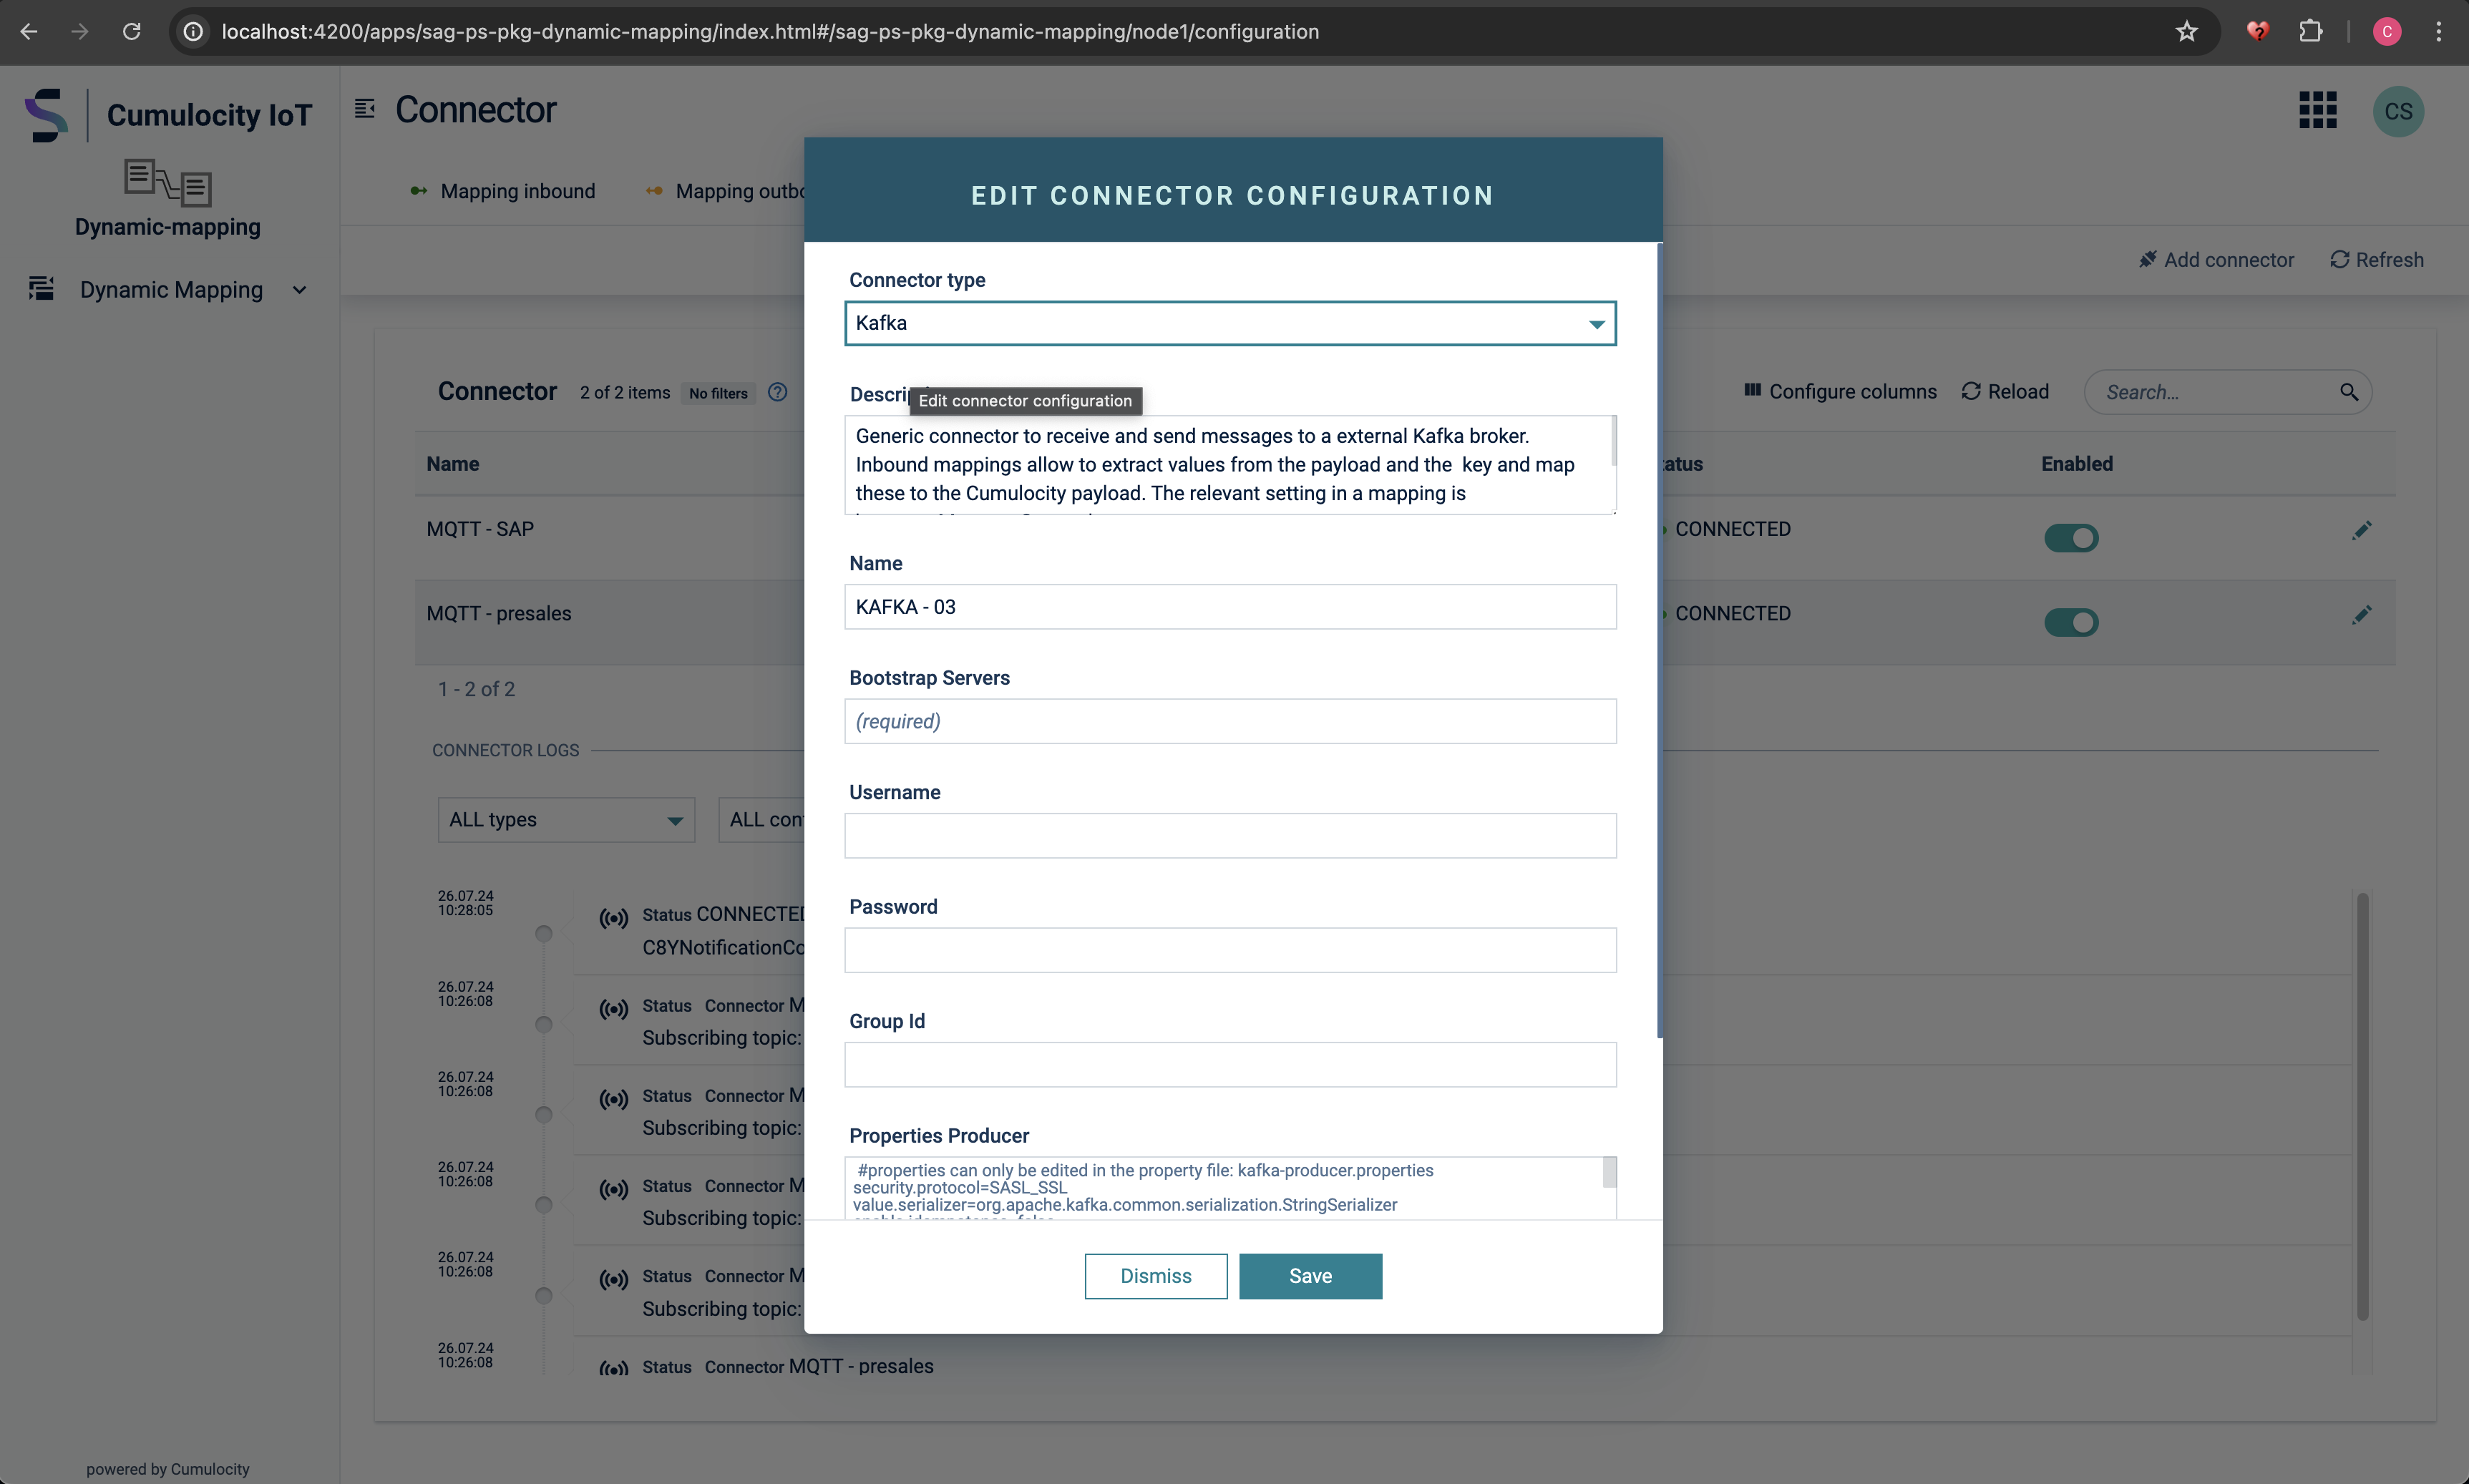 localhost:4200/apps/sag-ps-pkg-dynamic-mapping/index.html#/sag-ps-pkg-dynamic-mapping/node1/configuration
C
Cumulocity IoT
Connector
CS
Dynamic-mapping
Dynamic Mapping
Mapping inbound
Mapping outbo
Add connector
Refresh
Connector 2 of 2 items No filters
Configure columns
Reload
Search...
Name
atus
Enabled
MQTT - SAP
CONNECTED
MQTT - presales
CONNECTED
1 - 2 of 2
CONNECTOR LOGS
ALL types
ALL con
26.07.24
10:28:05
Status CONNECTED
C8YNotificationCo
26.07.24
10:26:08
Status Connector M
Subscribing topic:
26.07.24
10:26:08
Status Connector M
Subscribing topic:
26.07.24
10:26:08
Status Connector M
Subscribing topic:
26.07.24
10:26:08
Status Connector M
Subscribing topic:
26.07.24
10:26:08
Status Connector MQTT - presales
powered by Cumulocity
EDIT CONNECTOR CONFIGURATION
Connector type
Kafka
Descrip
Edit connector configuration
Generic connector to receive and send messages to a external Kafka broker.
Inbound mappings allow to extract values from the payload and the key and map
these to the Cumulocity payload. The relevant setting in a mapping is
Name
KAFKA - 03
Bootstrap Servers
(required)
Username
Password
Group Id
Properties Producer
#properties can only be edited in the property file: kafka-producer.properties
security.protocol=SASL_SSL
value.serializer=org.apache.kafka.common.serialization.StringSerializer
Dismiss
Save